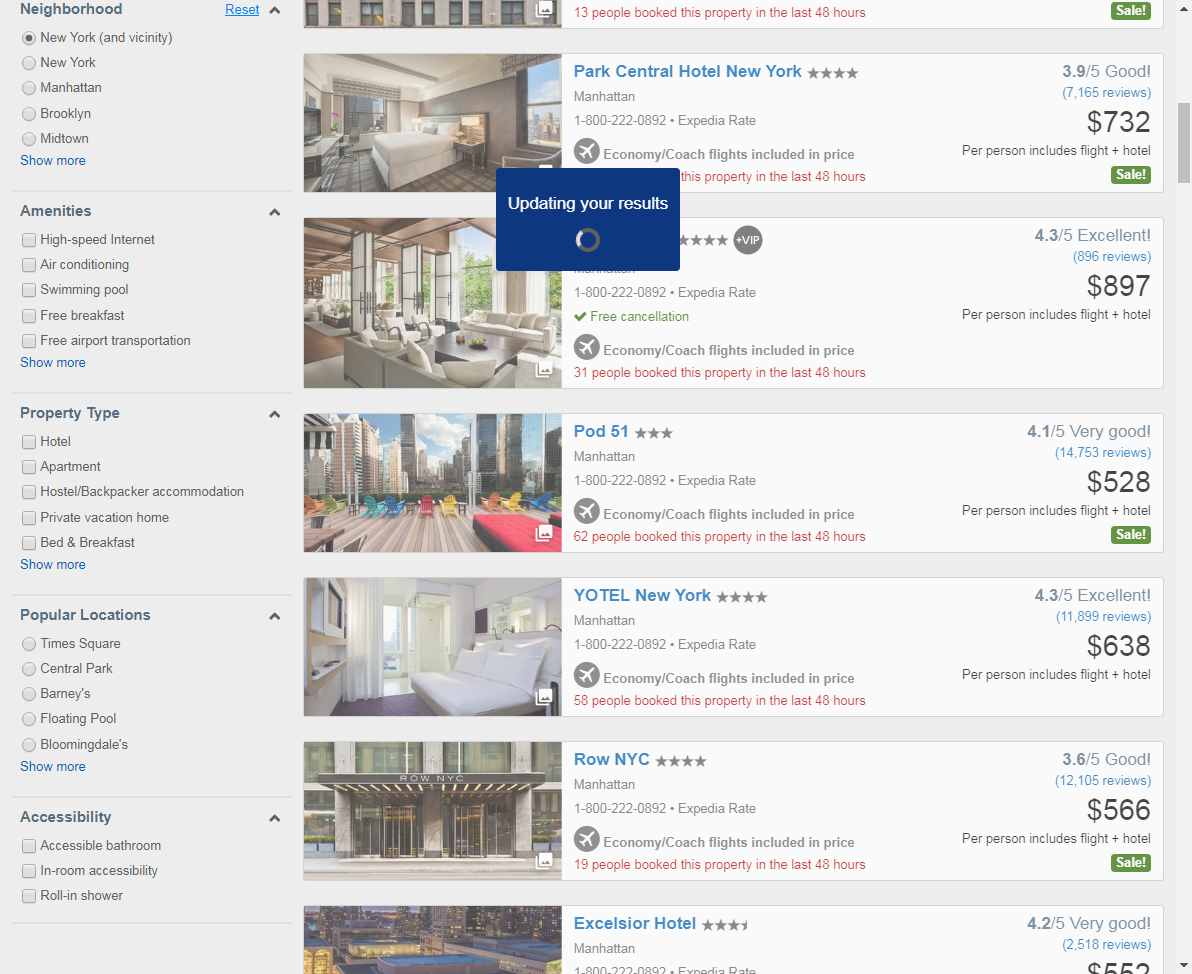 Neighborhood
Reset
New York (and vicinity)
New York
Manhattan
Brooklyn
Midtown
Show more
Amenities
High-speed Internet
Air conditioning
Swimming pool
Free breakfast
Free airport transportation
Show more
Property Type
Hotel
Apartment
Hostel/Backpacker accommodation
Private vacation home
Bed & Breakfast
Show more
Popular Locations
Times Square
Central Park
Barney's
Floating Pool
Bloomingdale's
Show more
Accessibility
Accessible bathroom
In-room accessibility
Roll-in shower
13 people booked this property in the last 48 hours
Sale!
Park Central Hotel New York
Manhattan
1-800-222-0892 • Expedia Rate
Economy/Coach flights included in price
this property in the last 48 hours
3.9/5 Good!
(7,165 reviews)
$732
Per person includes flight + hotel
Sale!
Updating your results
+VIP
Manhattan
1-800-222-0892 • Expedia Rate
Free cancellation
Economy/Coach flights included in price
31 people booked this property in the last 48 hours
4.3/5 Excellent!
(896 reviews)
$897
Per person includes flight + hotel
Pod 51
Manhattan
1-800-222-0892 • Expedia Rate
Economy/Coach flights included in price
62 people booked this property in the last 48 hours
4.1/5 Very good!
(14,753 reviews)
$528
Per person includes flight + hotel
Sale!
YOTEL New York
Manhattan
1-800-222-0892 • Expedia Rate
Economy/Coach flights included in price
58 people booked this property in the last 48 hours
4.3/5 Excellent!
(11,899 reviews)
$638
Per person includes flight + hotel
ROW NYC
Row NYC
Manhattan
1-800-222-0892 • Expedia Rate
Economy/Coach flights included in price
19 people booked this property in the last 48 hours
3.6/5 Good!
(12,105 reviews)
$566
Per person includes flight + hotel
Sale!
Excelsior Hotel
Manhattan
1-800-222-0892 • Expedia Rate
4.2/5 Very good!
(2,518 reviews)
$552